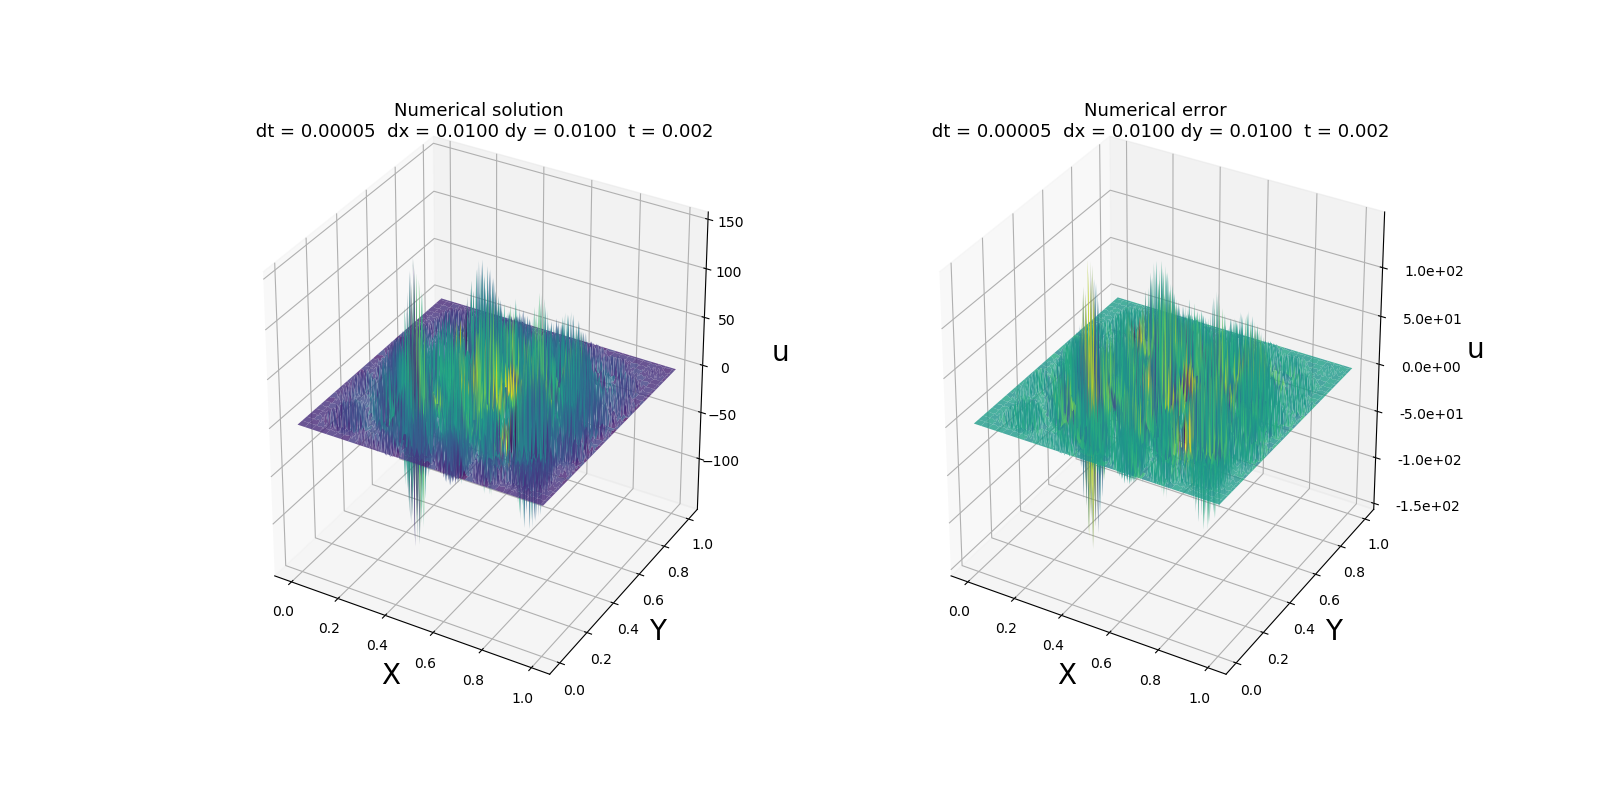 Numerical solution
dt = 0.00005  dx = 0.0100 dy = 0.0100  t = 0.002
150
100
50
0
−50
−100
u
0.0
0.2
0.4
0.6
0.8
1.0
X
0.0
0.2
0.4
0.6
0.8
1.0
Y
Numerical error
dt = 0.00005  dx = 0.0100 dy = 0.0100  t = 0.002
1.0e+02
5.0e+01
0.0e+00
-5.0e+01
-1.0e+02
-1.5e+02
u
0.0
0.2
0.4
0.6
0.8
1.0
X
0.0
0.2
0.4
0.6
0.8
1.0
Y